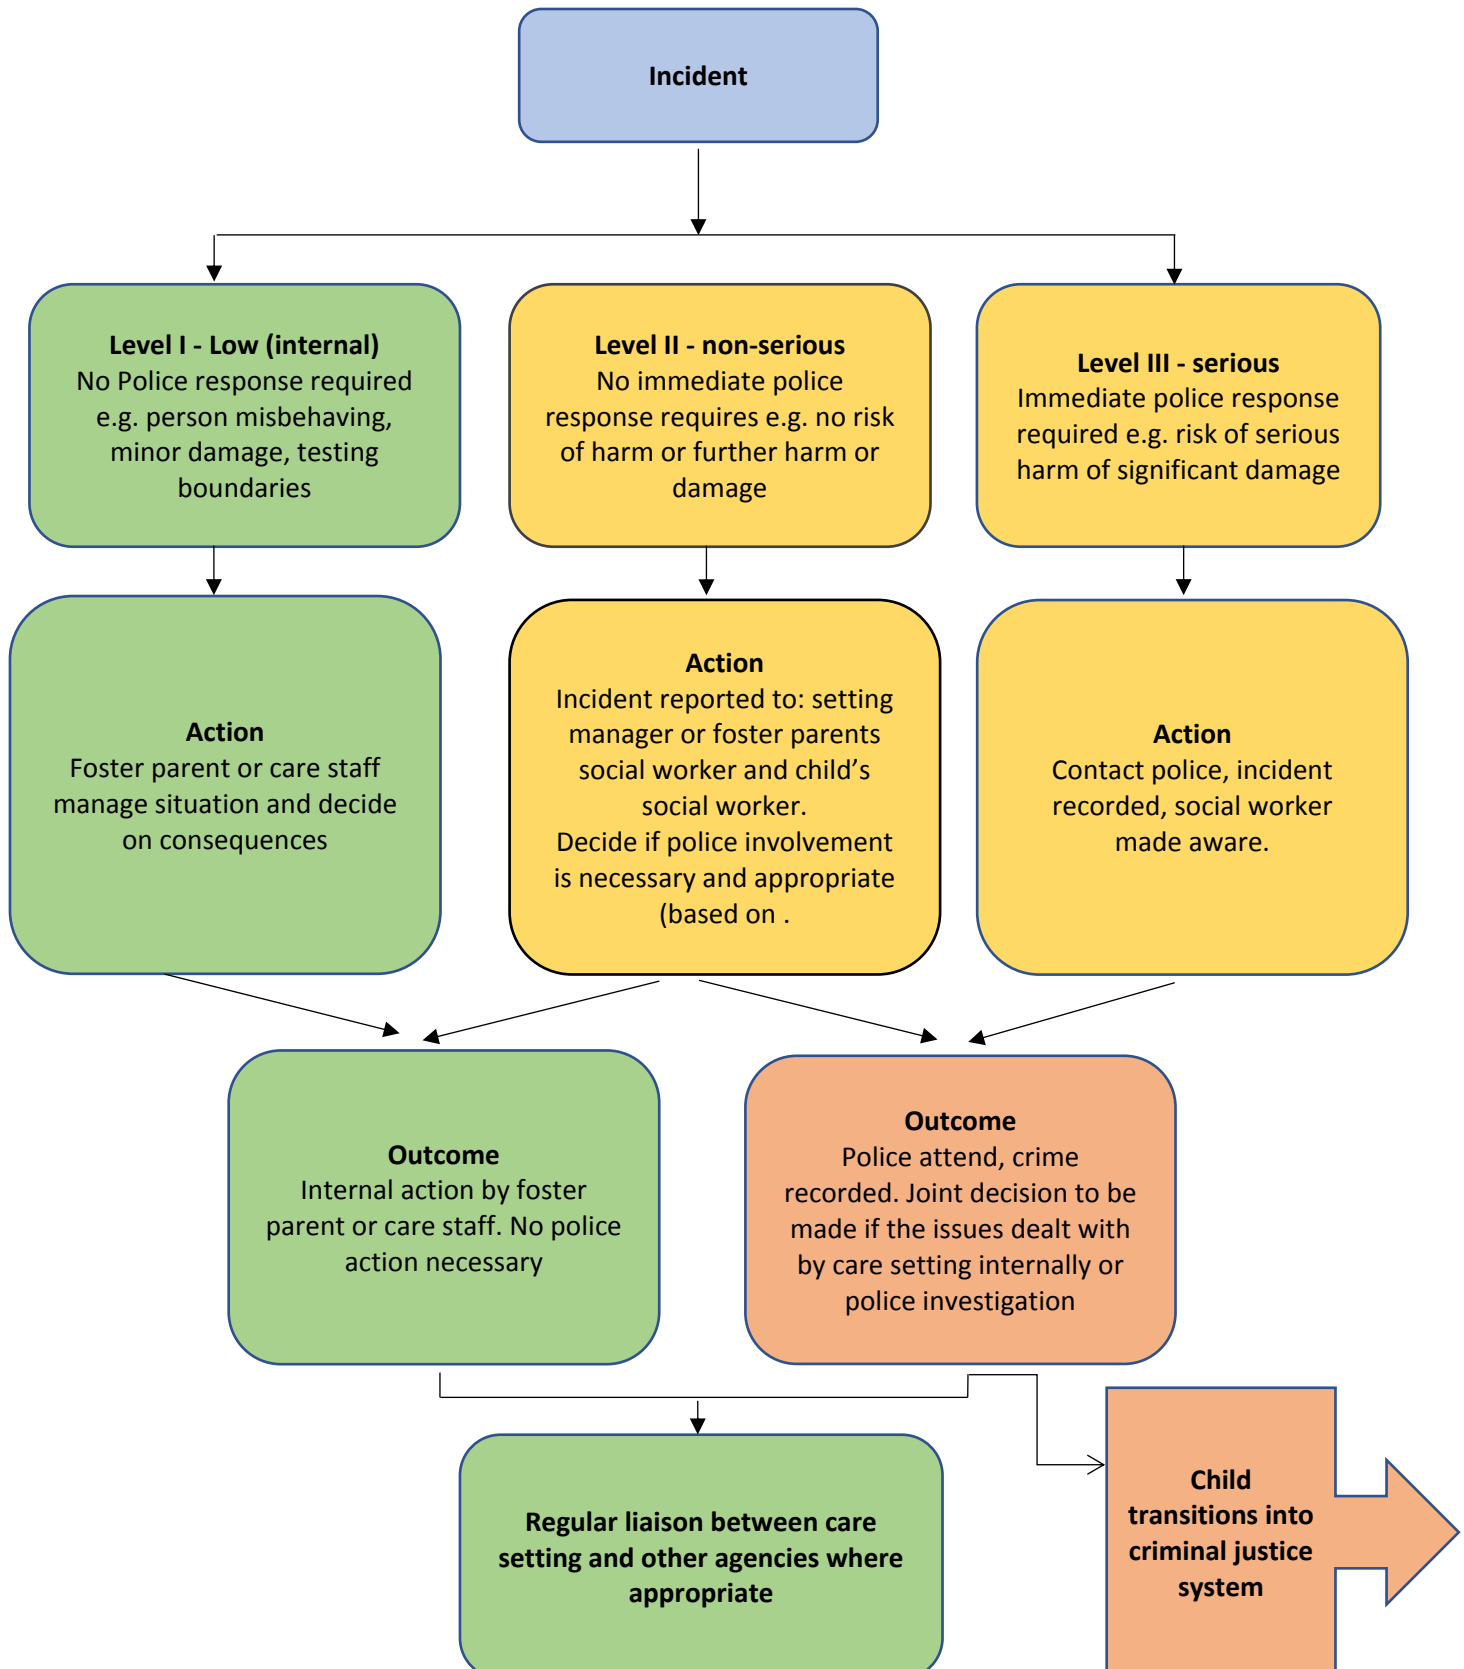 Incident
Level I - Low (internal)
No Police response required
e.g. person misbehaving,
minor damage, testing
boundaries
Level II - non-serious
No immediate police
response requires e.g. no risk
of harm or further harm or
damage
Level III - serious
Immediate police response
required e.g. risk of serious
harm of significant damage
Action
Foster parent or care staff
manage situation and decide
on consequences
Action
Incident reported to: setting
manager or foster parents
social worker and child’s
social worker.
Decide if police involvement
is necessary and appropriate
(based on .
Action
Contact police, incident
recorded, social worker
made aware.
Outcome
Internal action by foster
parent or care staff. No police
action necessary
Outcome
Police attend, crime
recorded. Joint decision to be
made if the issues dealt with
by care setting internally or
police investigation
Regular liaison between care
setting and other agencies where
appropriate
Child
transitions into
criminal justice
system